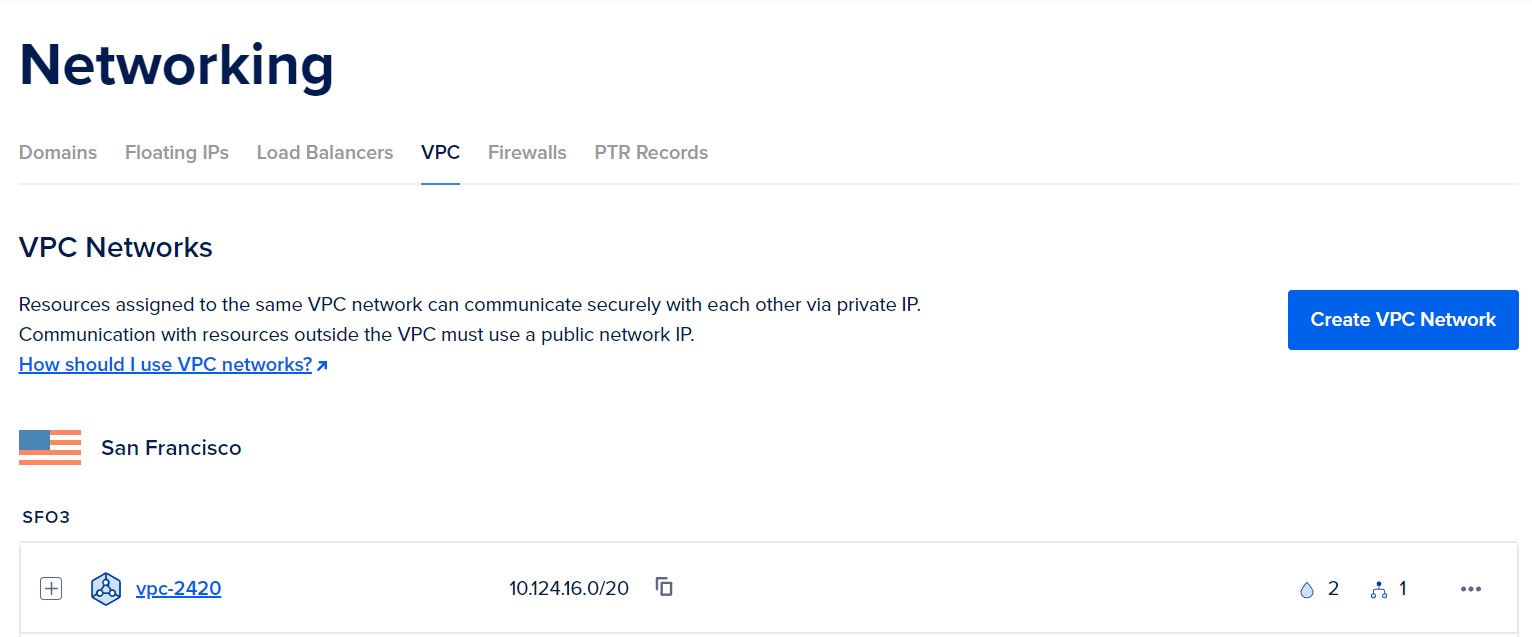 Networking
Domains Floating IPs Load Balancers VPC Firewalls PTR Records
VPC Networks
Resources assigned to the same VPC network can communicate securely with each other via private IP.
Communication with resources outside the VPC must use a public network IP.
How should I use VPC networks?
Create VPC Network
San Francisco
SFO3
vpc-2420 10.124.16.0/20 2 1